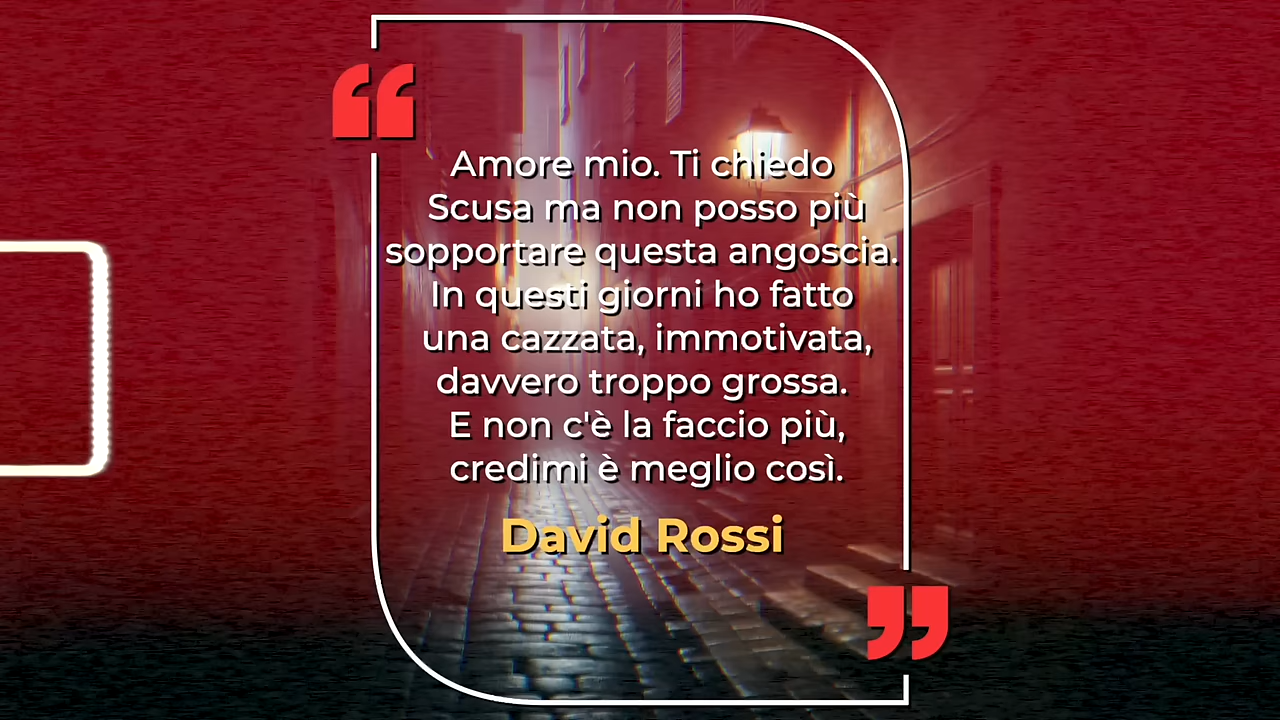 “
Amore mio. Ti chiedo
Scusa ma non posso più
sopportare questa angoscia.
In questi giorni ho fatto
una cazzata, immotivata,
davvero troppo grossa.
E non c'è la faccio più,
credimi è meglio così.
David Rossi
”